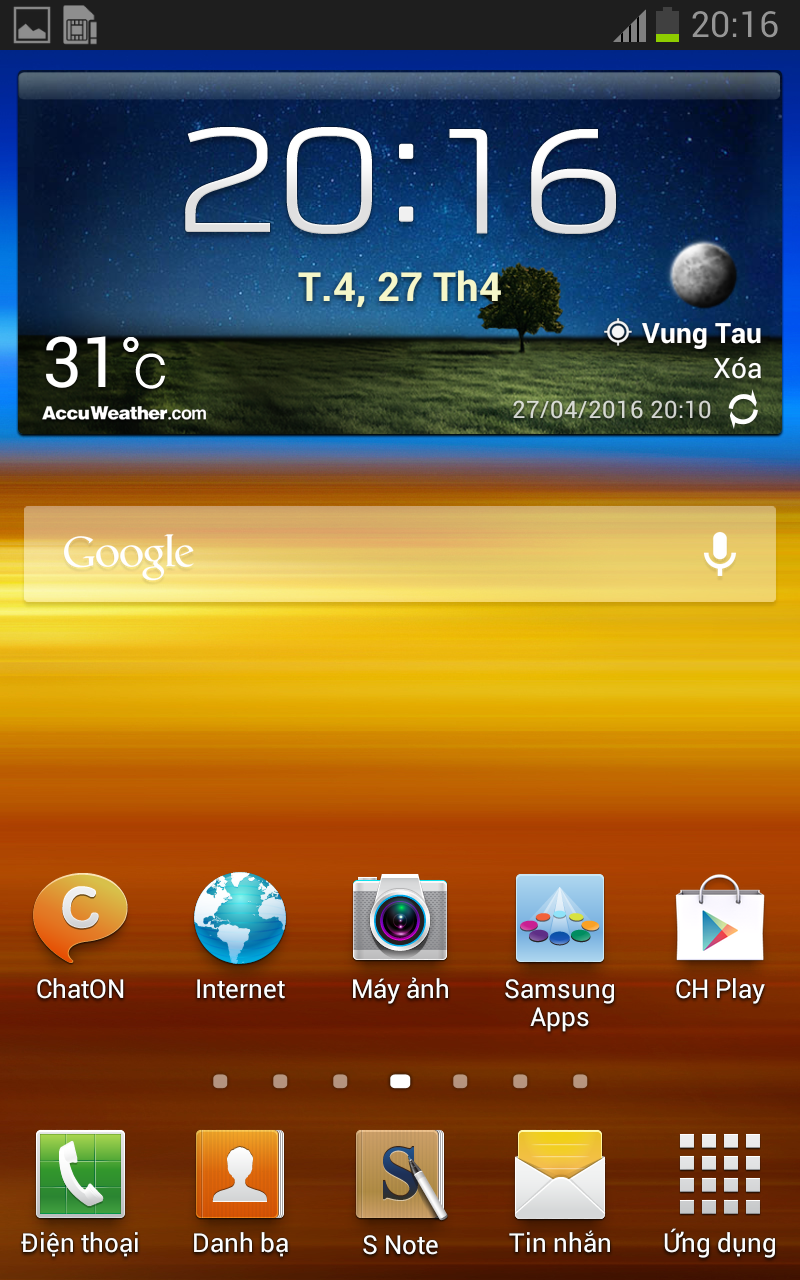 20:16
20:16
T.4, 27 Th4
31°C
Vung Tau
Xóa
AccuWeather.com
27/04/2016 20:10
Google
C
ChatON
Internet
Máy ảnh
Samsung Apps
CH Play
S
Điện thoại
Danh bạ
S Note
Tin nhắn
Ứng dụng